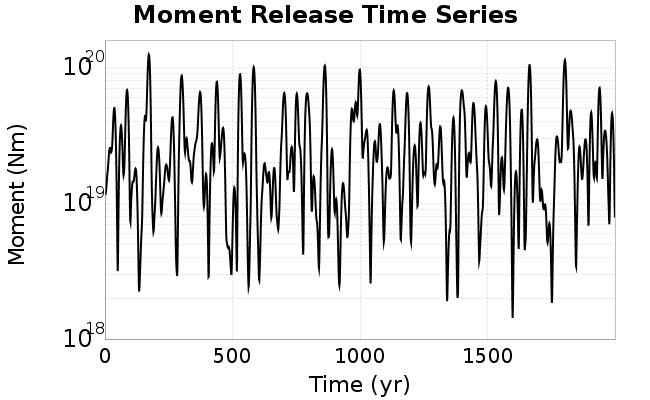 Moment Release Time Series
Moment (Nm)
10^20
10^19
10^18
0 500 1000 1500
Time (yr)